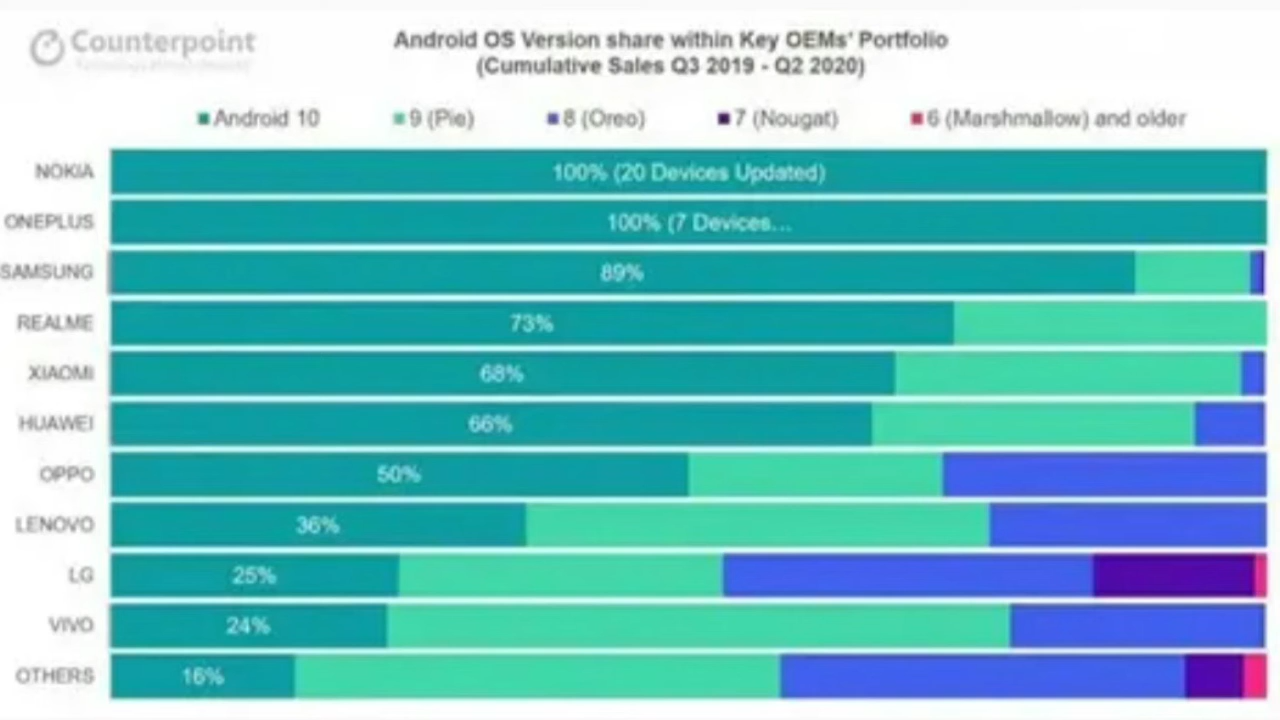 Counterpoint
Android OS Version share within Key OEMs' Portfolio
(Cumulative Sales Q3 2019 - Q2 2020)
Android 10 9 (Pie) 8 (Oreo) 7 (Nougat) 6 (Marshmallow) and older
NOKIA 100% (20 Devices Updated)
ONEPLUS 100% (7 Devices...
SAMSUNG 89%
REALME 73%
XIAOMI 68%
HUAWEI 66%
OPPO 50%
LENOVO 36%
LG 25%
VIVO 24%
OTHERS 16%